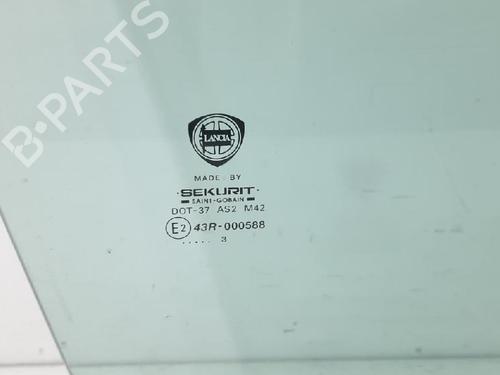 B-PARTS
LANCIA
MADE BY
·SEKURIT·
SAINT-GOBAIN
DOT-37 AS2 M42
E2 43R-000588
..... 3